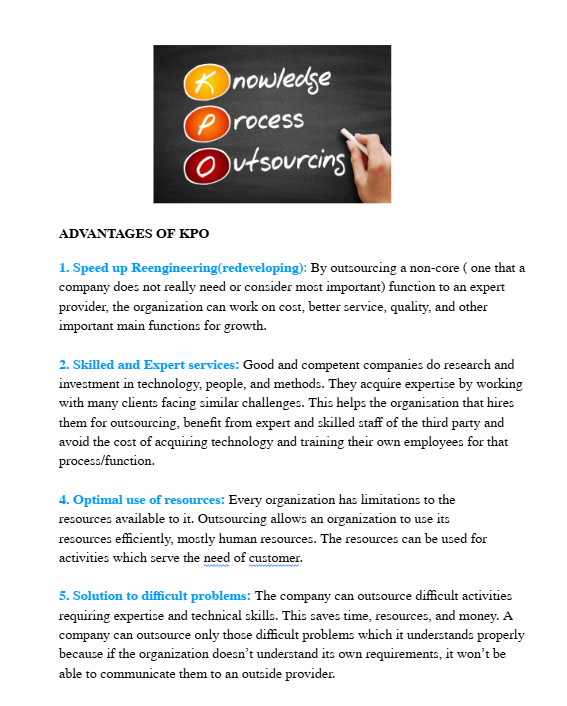 Knowledge
Process
Outsourcing
ADVANTAGES OF KPO
1. Speed up Reengineering(redeveloping): By outsourcing a non-core ( one that a
company does not really need or consider most important) function to an expert
provider, the organization can work on cost, better service, quality, and other
important main functions for growth.
2. Skilled and Expert services: Good and competent companies do research and
investment in technology, people, and methods. They acquire expertise by working
with many clients facing similar challenges. This helps the organisation that hires
them for outsourcing, benefit from expert and skilled staff of the third party and
avoid the cost of acquiring technology and training their own employees for that
process/function.
4. Optimal use of resources: Every organization has limitations to the
resources available to it. Outsourcing allows an organization to use its
resources efficiently, mostly human resources. The resources can be used for
activities which serve the need of customer.
5. Solution to difficult problems: The company can outsource difficult activities
requiring expertise and technical skills. This saves time, resources, and money. A
company can outsource only those difficult problems which it understands properly
because if the organization doesn’t understand its own requirements, it won’t be
able to communicate them to an outside provider.